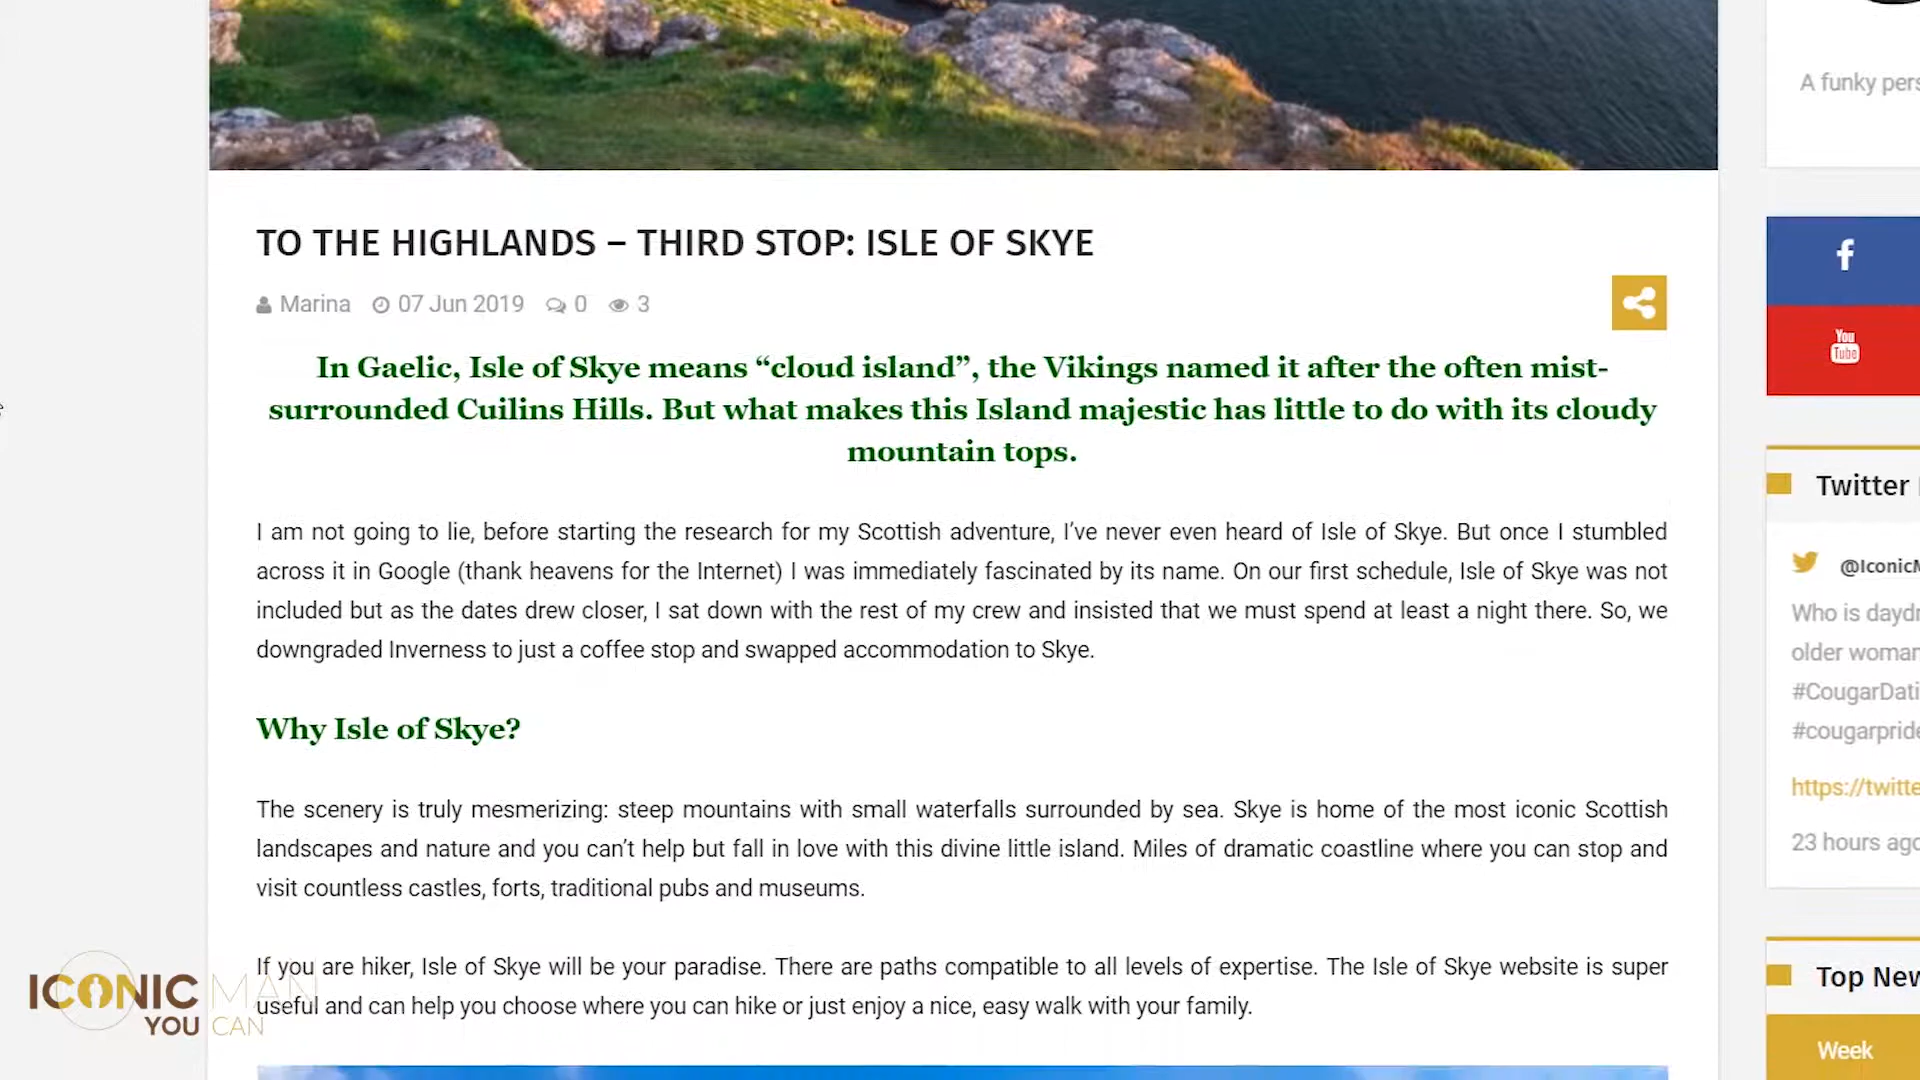 TO THE HIGHLANDS – THIRD STOP: ISLE OF SKYE
Marina 07 Jun 2019 0 3
In Gaelic, Isle of Skye means “cloud island”, the Vikings named it after the often mist-
surrounded Cuilins Hills. But what makes this Island majestic has little to do with its cloudy
mountain tops.
I am not going to lie, before starting the research for my Scottish adventure, I’ve never even heard of Isle of Skye. But once I stumbled
across it in Google (thank heavens for the Internet) I was immediately fascinated by its name. On our first schedule, Isle of Skye was not
included but as the dates drew closer, I sat down with the rest of my crew and insisted that we must spend at least a night there. So, we
downgraded Inverness to just a coffee stop and swapped accommodation to Skye.
Why Isle of Skye?
The scenery is truly mesmerizing: steep mountains with small waterfalls surrounded by sea. Skye is home of the most iconic Scottish
landscapes and nature and you can’t help but fall in love with this divine little island. Miles of dramatic coastline where you can stop and
visit countless castles, forts, traditional pubs and museums.
If you are hiker, Isle of Skye will be your paradise. There are paths compatible to all levels of expertise. The Isle of Skye website is super
useful and can help you choose where you can hike or just enjoy a nice, easy walk with your family.
ICONIC MAN
YOU CAN
A funky pers
f
You
Tube
Twitter
@IconicM
Who is daydr
older woman
#CougarDati
#cougarpride
https://twitte
23 hours ago
Top New
Week